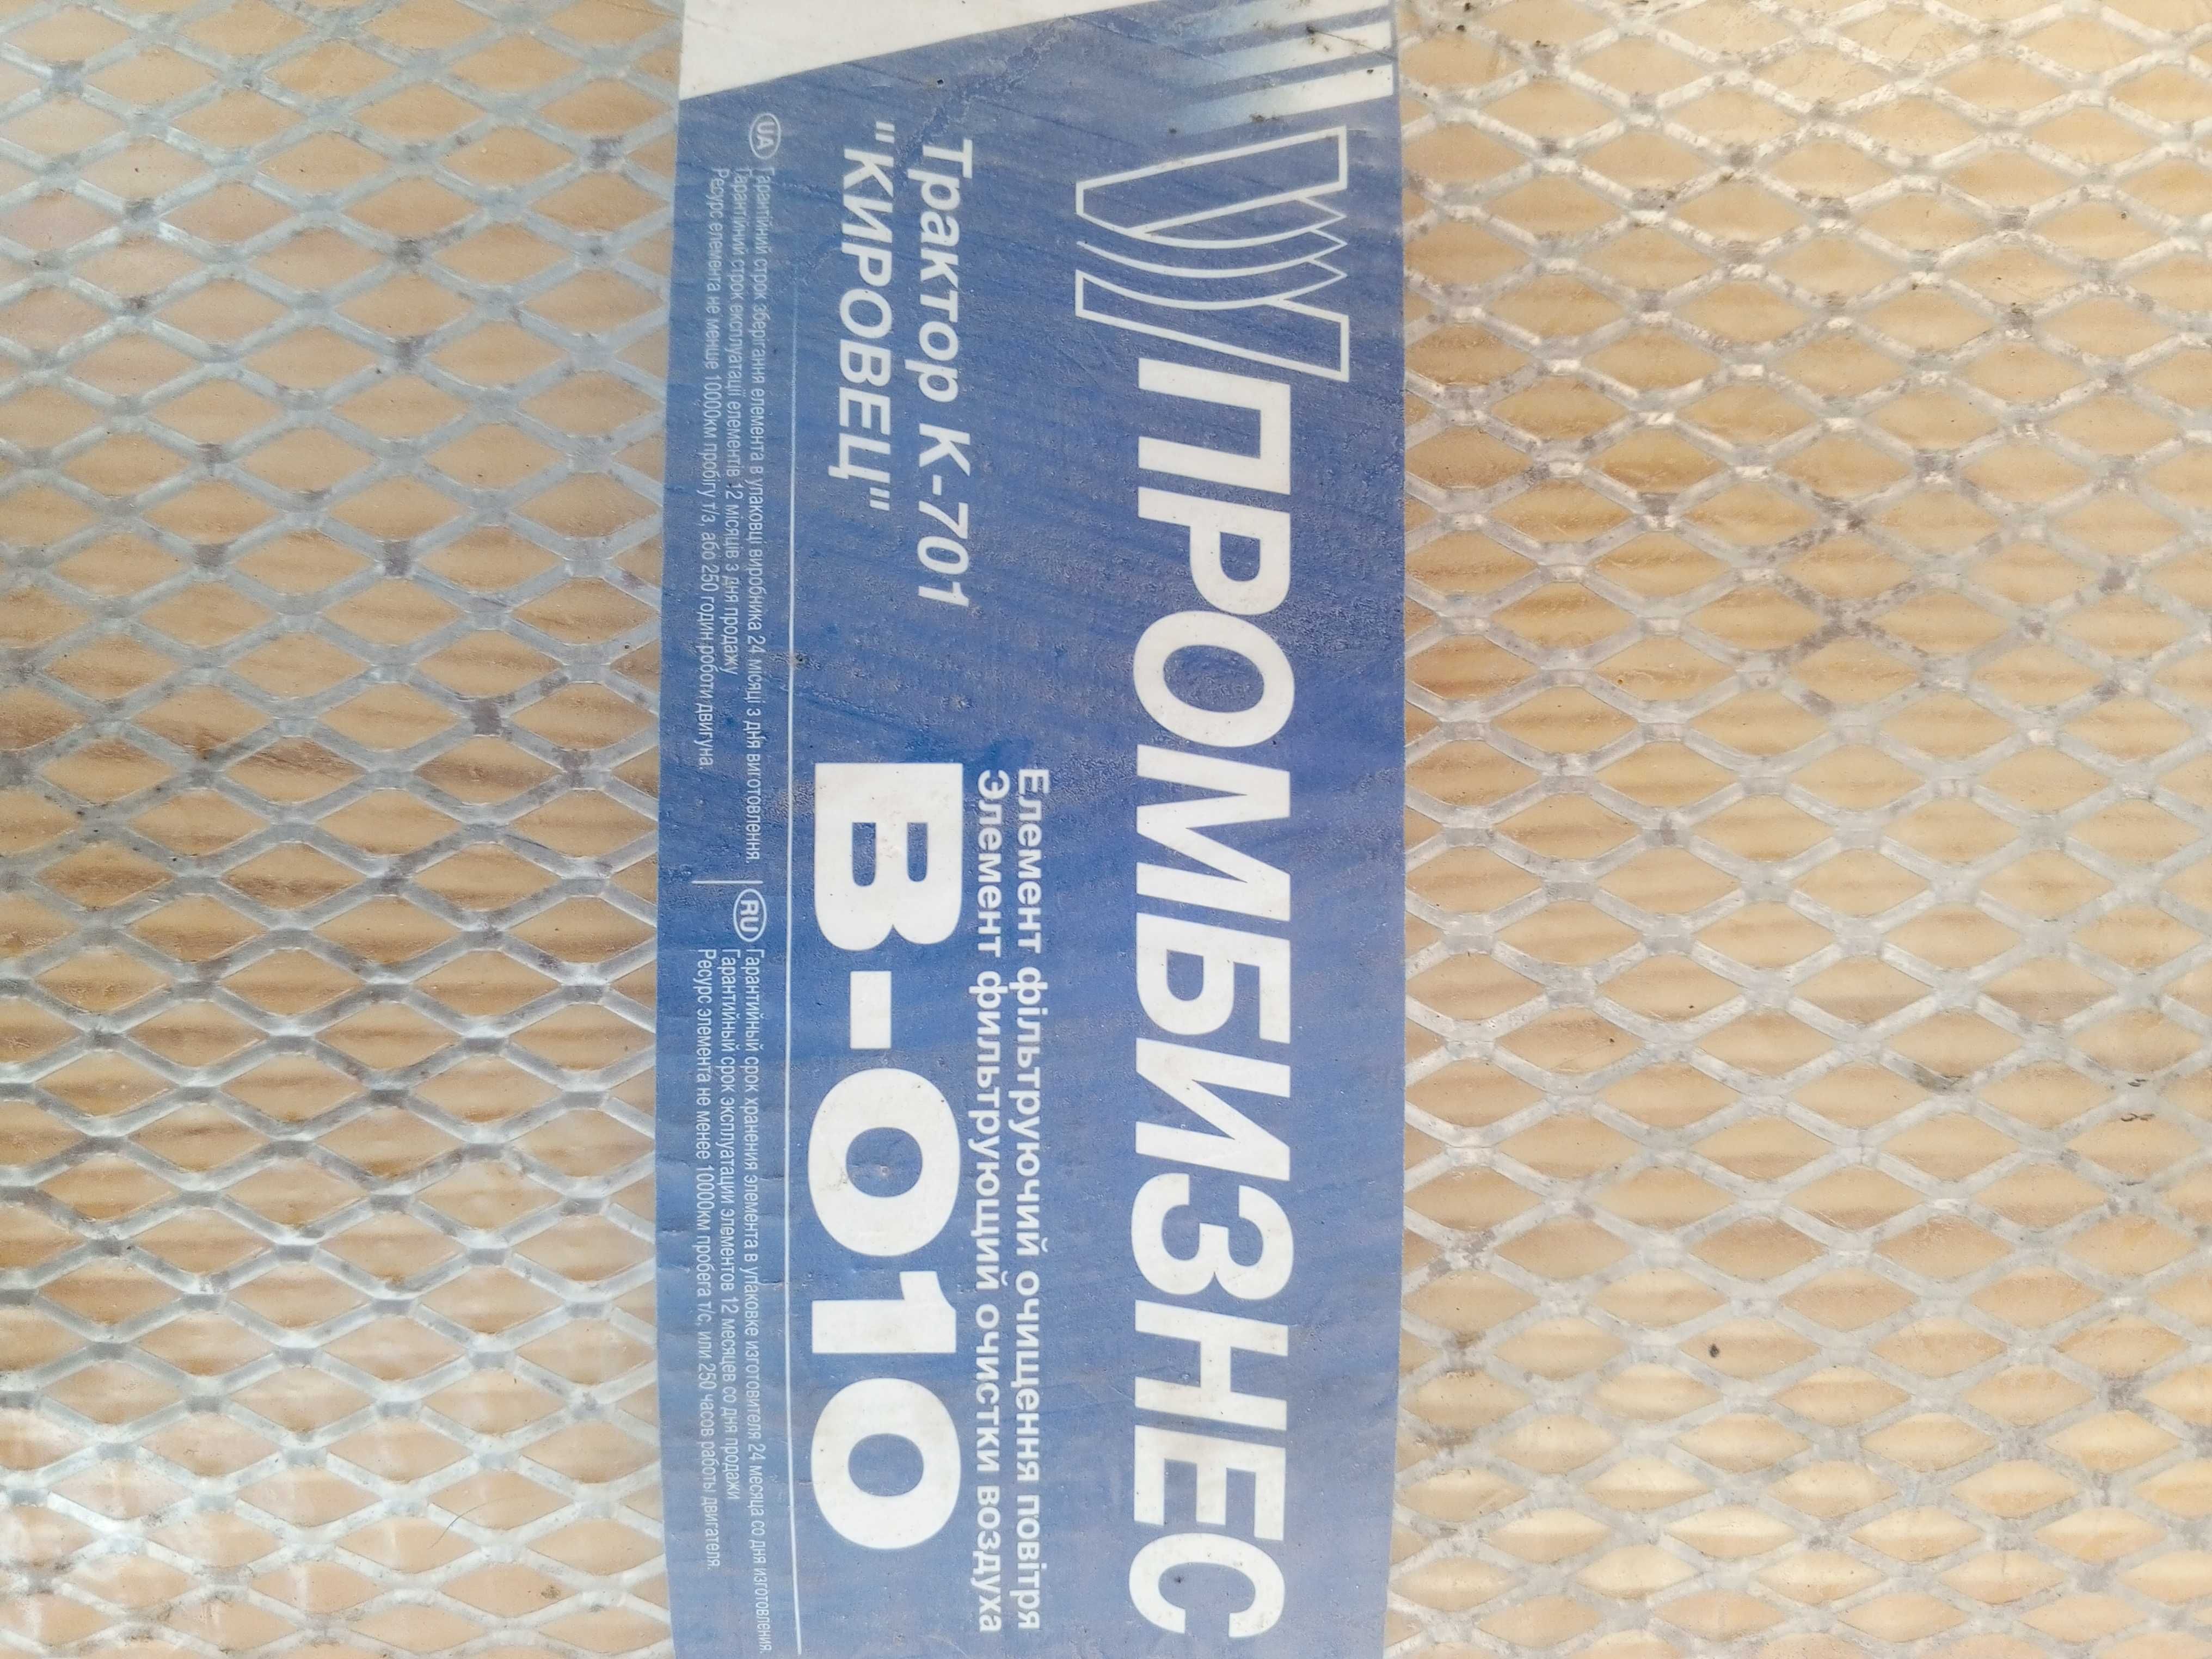 ПРОМБИЗНЕС
Елемент фільтруючий очищення повітря
Элемент фильтрующий очистки воздуха
Трактор К-701
"КИРОВЕЦ"
В-010
UA
Гарантійний строк зберігання елемента в упаковці виробника 24 місяці з дня виготовлення.
Гарантійний строк експлуатації елементів 12 місяців з дня продажу
Ресурс елемента не менше 10000км пробігу т/з, або 250 годин роботи двигуна.
RU
Гарантийный срок хранения элемента в упаковке изготовителя 24 месяца со дня изготовления.
Гарантийный срок эксплуатации элементов 12 месяцев со дня продажи
Ресурс элемента не менее 10000км пробега т/с, или 250 часов работы двигателя.